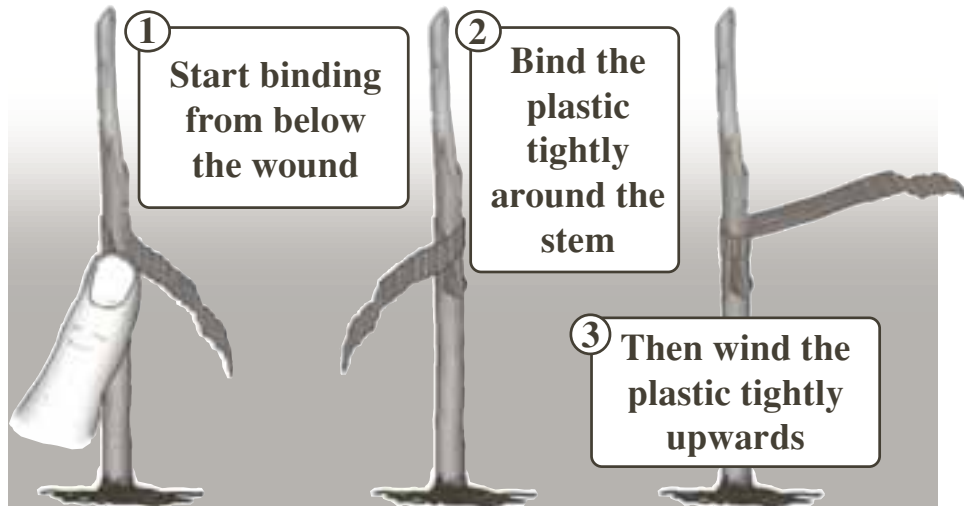 1
Start binding
from below
the wound
2
Bind the
plastic
tightly
around the
stem
3
Then wind the
plastic tightly
upwards